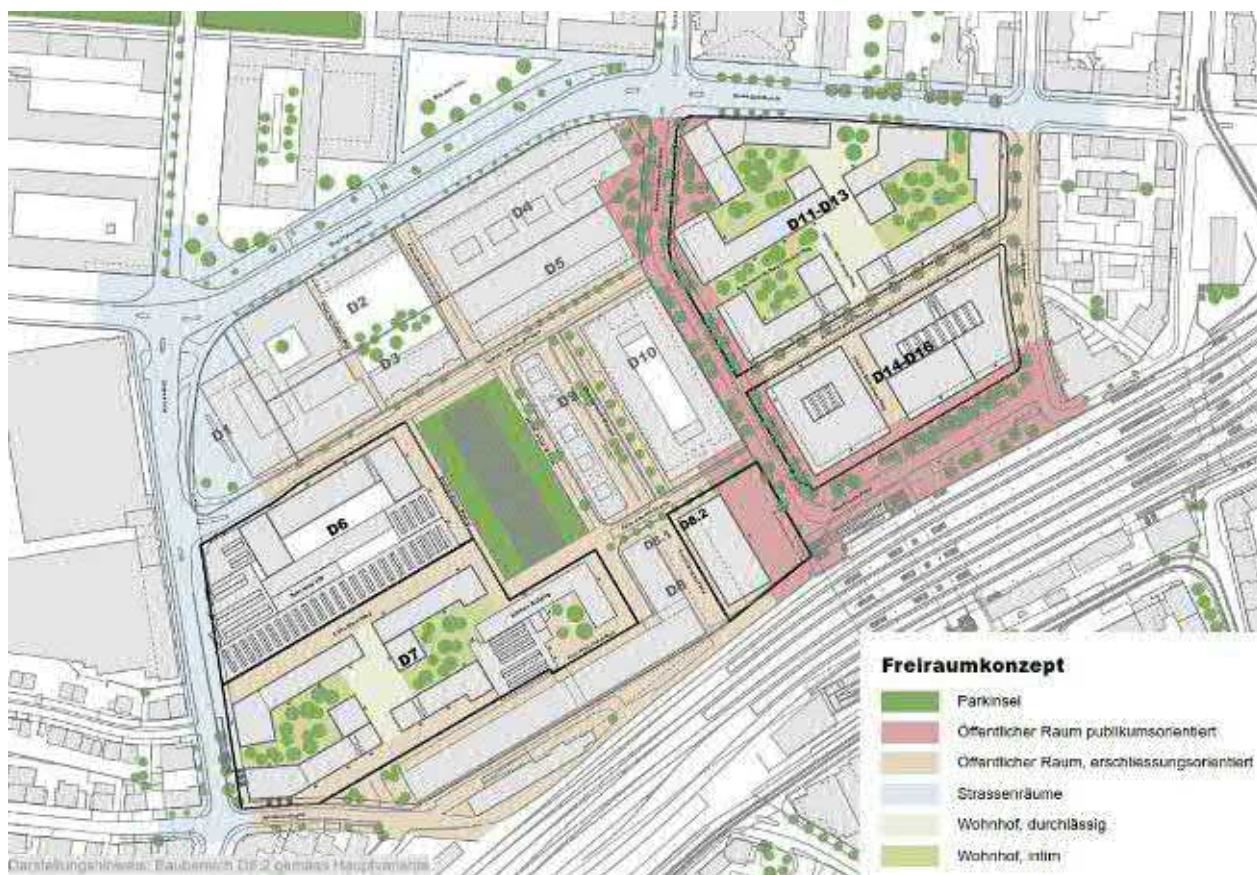 D4
D5
D11-D13
D2
D3
D10
D9
D14-D16
D1
D6
D8.2
D8.1
D8
D7
Freiraumkonzept
Parkinsel
Öffentlicher Raum publikumsorientiert
Öffentlicher Raum, erschliessungsorientiert
Strassenräume
Wohnhof, durchlässig
Wohnhof, intim
Darstellungshinweis: Baubereich D8.2 gemäss Hauptvariante.